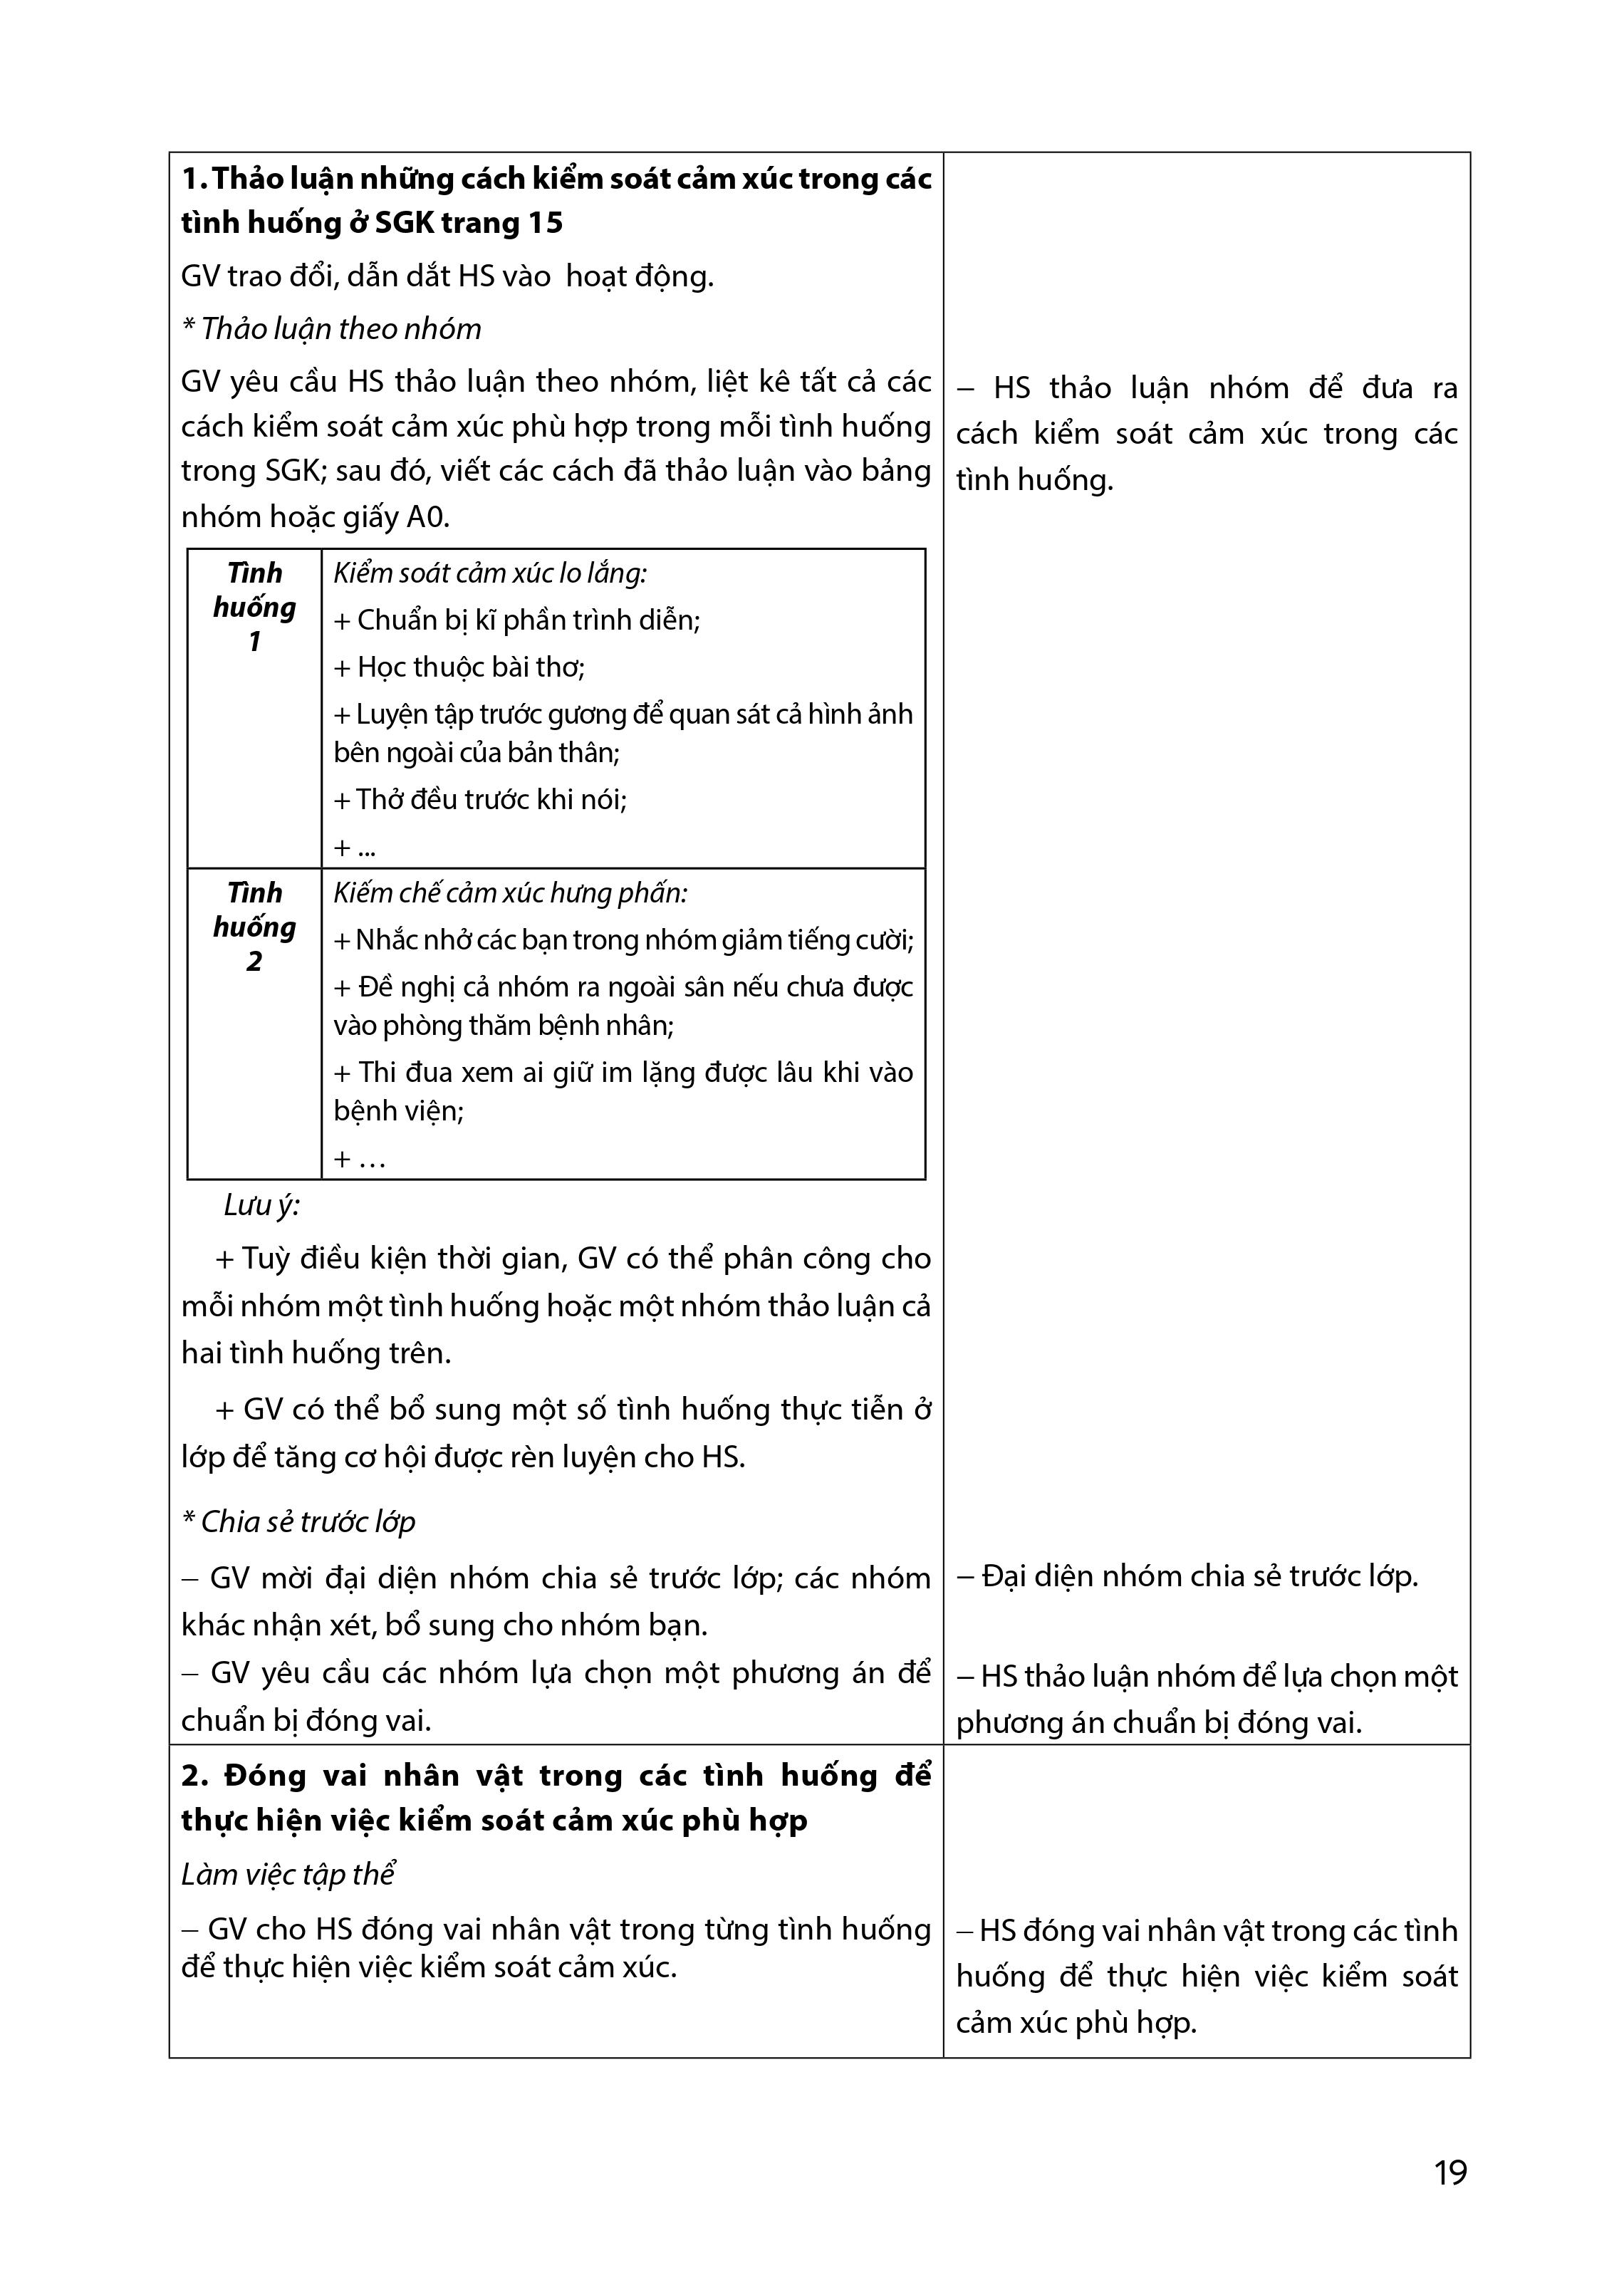 1. Thảo luận những cách kiểm soát cảm xúc trong các
tình huống ở SGK trang 15
GV trao đổi, dẫn dắt HS vào hoạt động.
* Thảo luận theo nhóm
GV yêu cầu HS thảo luận theo nhóm, liệt kê tất cả các
cách kiểm soát cảm xúc phù hợp trong mỗi tình huống
trong SGK; sau đó, viết các cách đã thảo luận vào bảng
nhóm hoặc giấy A0.
– HS thảo luận nhóm để đưa ra
cách kiểm soát cảm xúc trong các
tình huống.
Tình
huống
1
Kiểm soát cảm xúc lo lắng:
+ Chuẩn bị kĩ phần trình diễn;
+ Học thuộc bài thơ;
+ Luyện tập trước gương để quan sát cả hình ảnh
bên ngoài của bản thân;
+ Thở đều trước khi nói;
+ ...
Tình
huống
2
Kiếm chế cảm xúc hưng phấn:
+ Nhắc nhở các bạn trong nhóm giảm tiếng cười;
+ Đề nghị cả nhóm ra ngoài sân nếu chưa được
vào phòng thăm bệnh nhân;
+ Thi đua xem ai giữ im lặng được lâu khi vào
bệnh viện;
+ …
Lưu ý:
+ Tuỳ điều kiện thời gian, GV có thể phân công cho
mỗi nhóm một tình huống hoặc một nhóm thảo luận cả
hai tình huống trên.
+ GV có thể bổ sung một số tình huống thực tiễn ở
lớp để tăng cơ hội được rèn luyện cho HS.
* Chia sẻ trước lớp
– GV mời đại diện nhóm chia sẻ trước lớp; các nhóm
khác nhận xét, bổ sung cho nhóm bạn.
– GV yêu cầu các nhóm lựa chọn một phương án để
chuẩn bị đóng vai.
– Đại diện nhóm chia sẻ trước lớp.
– HS thảo luận nhóm để lựa chọn một
phương án chuẩn bị đóng vai.
2. Đóng vai nhân vật trong các tình huống để
thực hiện việc kiểm soát cảm xúc phù hợp
Làm việc tập thể
– GV cho HS đóng vai nhân vật trong từng tình huống
để thực hiện việc kiểm soát cảm xúc.
– HS đóng vai nhân vật trong các tình
huống để thực hiện việc kiểm soát
cảm xúc phù hợp.
19